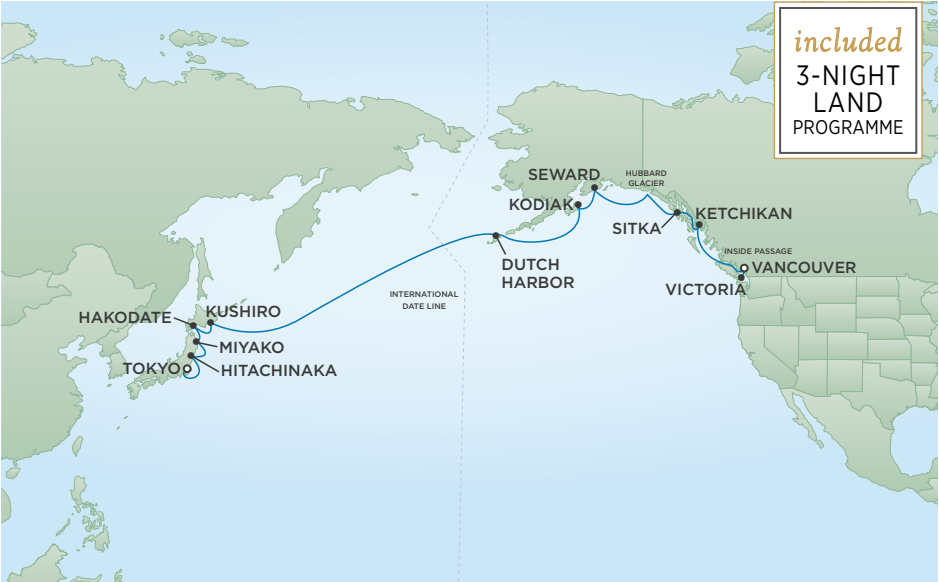 included
3-NIGHT
LAND
PROGRAMME
SEWARD
HUBBARD
GLACIER
KODIAK
SITKA
KETCHIKAN
INSIDE PASSAGE
VANCOUVER
VICTORIA
DUTCH
HARBOR
INTERNATIONAL
DATE LINE
KUSHIRO
HAKODATE
MIYAKO
TOKYO
HITACHINAKA